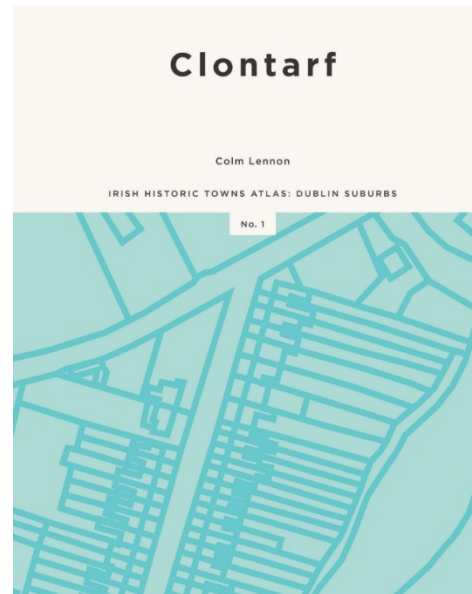 Clontarf
Colm Lennon
IRISH HISTORIC TOWNS ATLAS: DUBLIN SUBURBS
No. 1